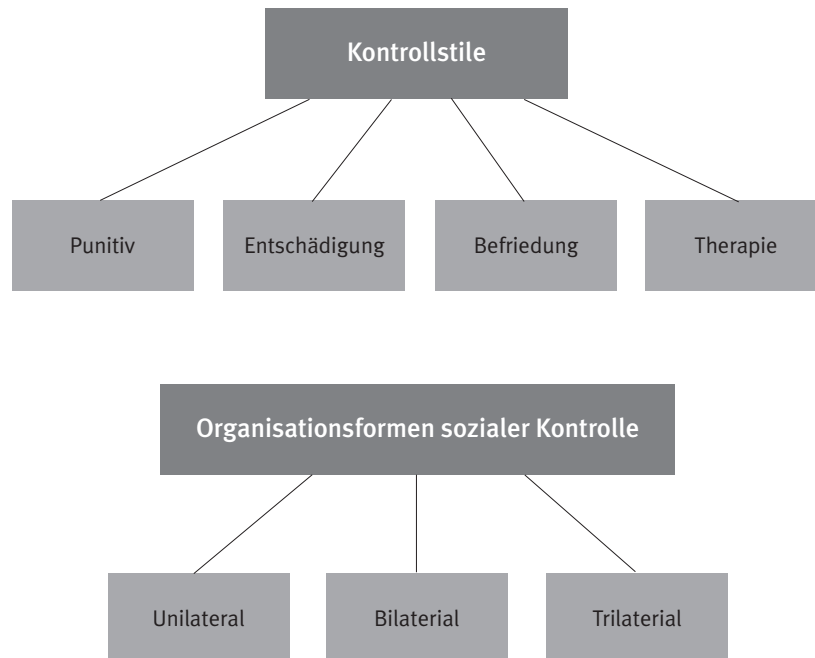 Kontrollstile
Punitiv
Entschädigung
Befriedung
Therapie
Organisationsformen sozialer Kontrolle
Unilateral
Bilaterial
Trilaterial